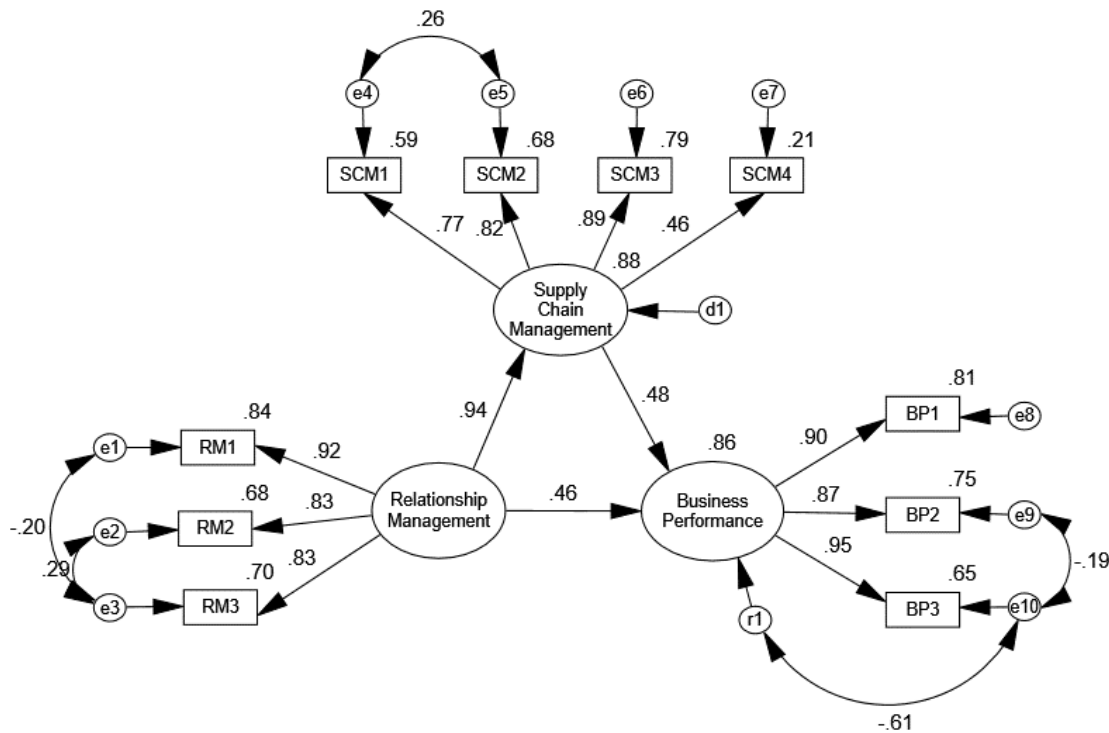 .26
e4
e5
e6
e7
.59
.68
.79
.21
SCM1
SCM2
SCM3
SCM4
.77
.82
.89
.46
.88
Supply
Chain
Management
d1
.94
.48
.84
e1
RM1
.92
.68
-.20
e2
RM2
.83
.29
.70
.83
e3
RM3
Relationship
Management
.46
.86
Business
Performance
.81
.90
BP1
e8
.75
.87
BP2
e9
.95
.65
-.19
BP3
e10
r1
-.61